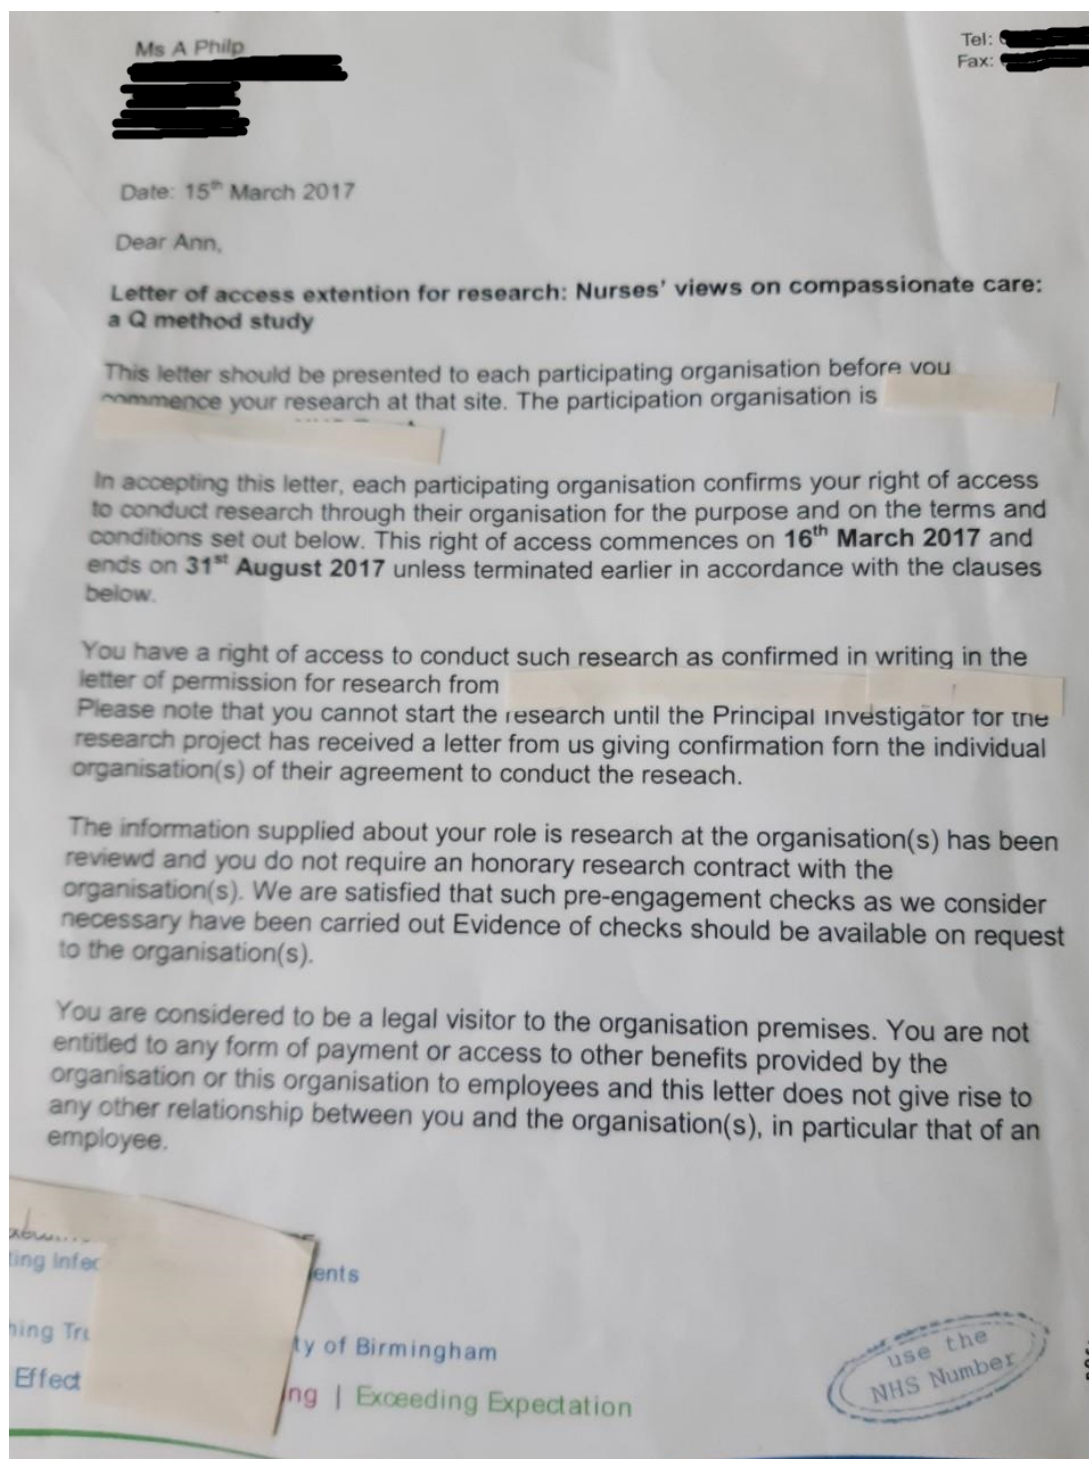 Ms A Philp
Tel:
Fax:
Date: 15th March 2017
Dear Ann,
Letter of access extention for research: Nurses' views on compassionate care:
a Q method study
This letter should be presented to each participating organisation before you
commence your research at that site. The participation organisation is
In accepting this letter, each participating organisation confirms your right of access
to conduct research through their organisation for the purpose and on the terms and
conditions set out below. This right of access commences on 16th March 2017 and
ends on 31st August 2017 unless terminated earlier in accordance with the clauses
below.
You have a right of access to conduct such research as confirmed in writing in the
letter of permission for research from
Please note that you cannot start the research until the Principal Investigator for the
research project has received a letter from us giving confirmation forn the individual
organisation(s) of their agreement to conduct the reseach.
The information supplied about your role is research at the organisation(s) has been
reviewd and you do not require an honorary research contract with the
organisation(s). We are satisfied that such pre-engagement checks as we consider
necessary have been carried out Evidence of checks should be available on request
to the organisation(s).
You are considered to be a legal visitor to the organisation premises. You are not
entitled to any form of payment or access to other benefits provided by the
organisation or this organisation to employees and this letter does not give rise to
any other relationship between you and the organisation(s), in particular that of an
employee.
ting Infec ents
hing Tru ty of Birmingham
Effect ng | Exceeding Expectation
use the
NHS Number